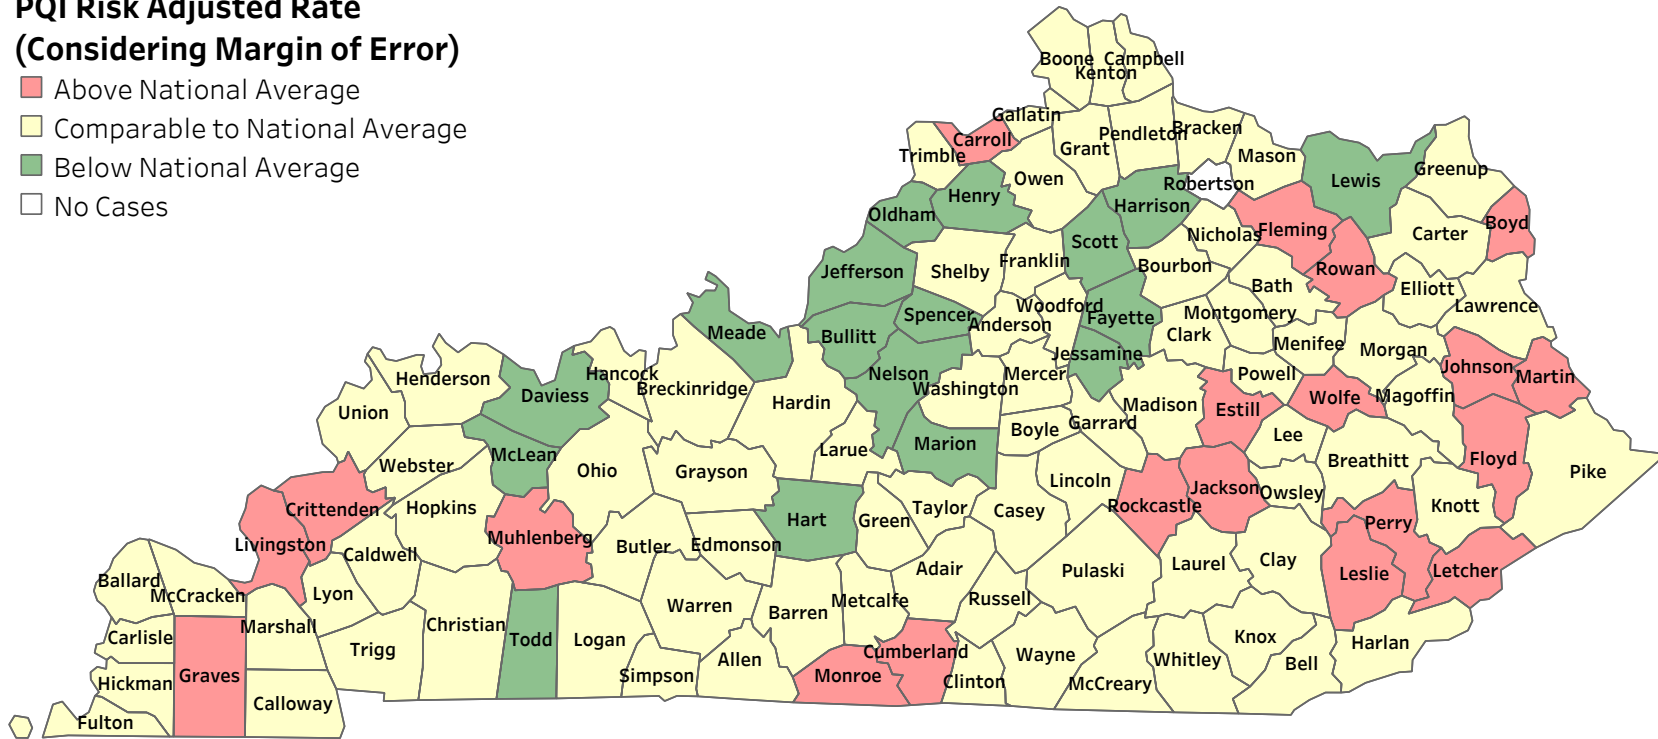 PQI Risk Adjusted Rate
(Considering Margin of Error)
Above National Average
Comparable to National Average
Below National Average
No Cases
Boone
Kenton
Campbell
Gallatin
Carroll
Trimble
Grant
Pendleton
Bracken
Mason
Owen
Henry
Oldham
Harrison
Robertson
Lewis
Greenup
Boyd
Carter
Fleming
Nicholas
Scott
Franklin
Shelby
Jefferson
Bourbon
Rowan
Bath
Elliott
Lawrence
Woodford
Fayette
Montgomery
Spencer
Anderson
Clark
Meade
Bullitt
Menifee
Morgan
Jessamine
Johnson
Martin
Nelson
Mercer
Powell
Washington
Wolfe
Magoffin
Henderson
Hancock
Breckinridge
Daviess
Hardin
Madison
Estill
Union
Garrard
Boyle
Lee
Marion
Larue
McLean
Webster
Ohio
Grayson
Breathitt
Floyd
Pike
Lincoln
Jackson
Owsley
Knott
Rockcastle
Crittenden
Hopkins
Taylor
Casey
Hart
Green
Perry
Livingston
Muhlenberg
Butler
Edmonson
Caldwell
Clay
Laurel
Leslie
Letcher
Pulaski
Adair
Ballard
McCracken
Lyon
Warren
Barren
Metcalfe
Russell
Marshall
Christian
Carlisle
Todd
Logan
Knox
Harlan
Trigg
Cumberland
Wayne
Whitley
Bell
Allen
Graves
Simpson
Monroe
Clinton
McCreary
Hickman
Calloway
Fulton